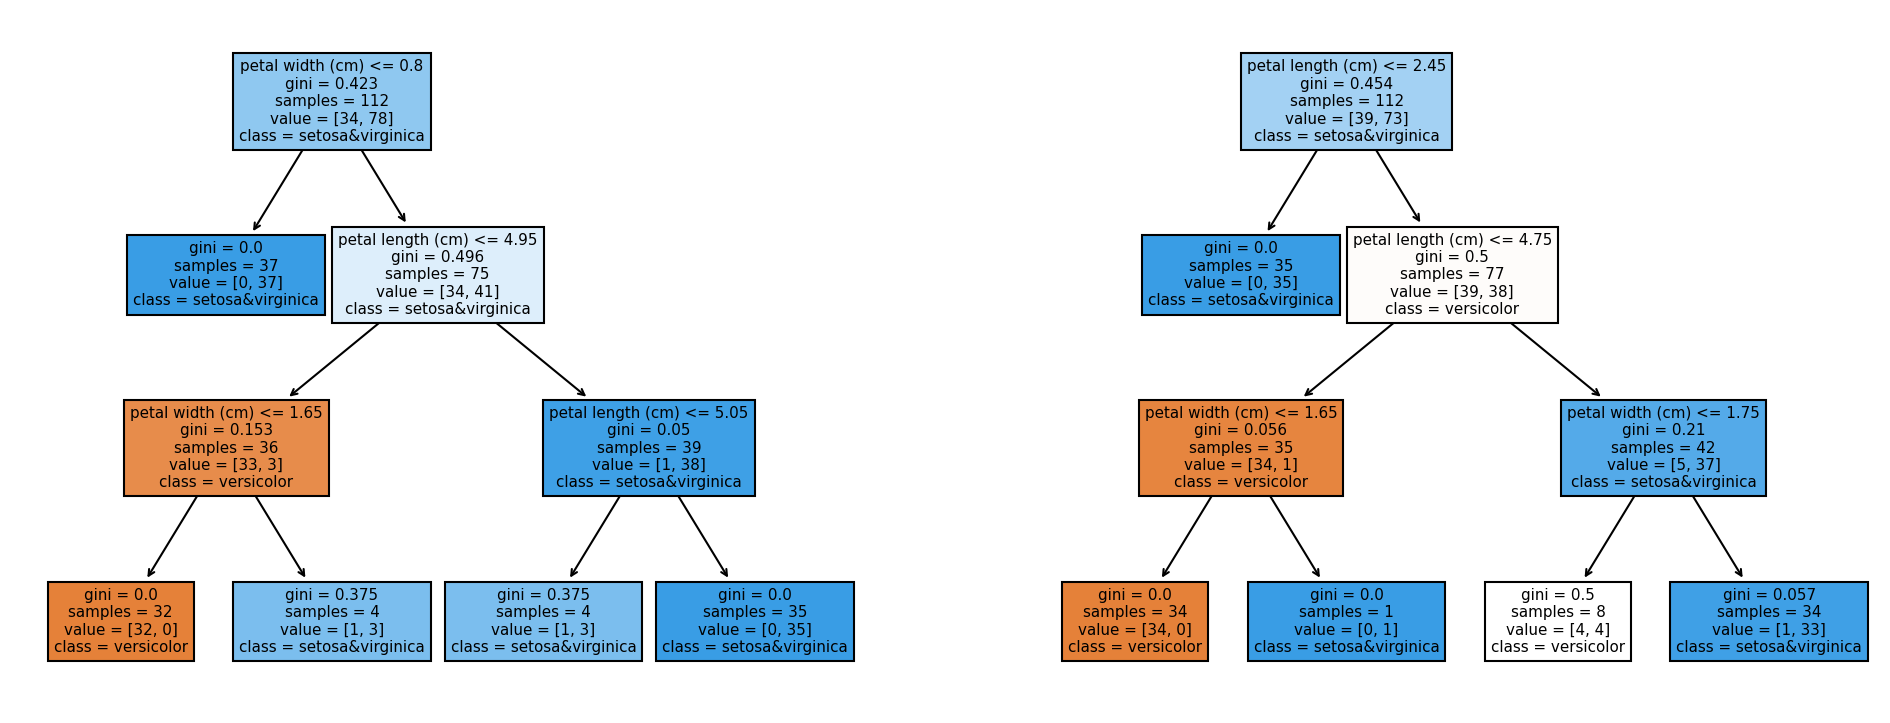 petal width (cm) <= 0.8
gini = 0.423
samples = 112
value = [34, 78]
class = setosa&virginica
gini = 0.0
samples = 37
value = [0, 37]
class = setosa&virginica
petal length (cm) <= 4.95
gini = 0.496
samples = 75
value = [34, 41]
class = setosa&virginica
petal width (cm) <= 1.65
gini = 0.153
samples = 36
value = [33, 3]
class = versicolor
petal length (cm) <= 5.05
gini = 0.05
samples = 39
value = [1, 38]
class = setosa&virginica
gini = 0.0
samples = 32
value = [32, 0]
class = versicolor
gini = 0.375
samples = 4
value = [1, 3]
class = setosa&virginica
gini = 0.375
samples = 4
value = [1, 3]
class = setosa&virginica
gini = 0.0
samples = 35
value = [0, 35]
class = setosa&virginica
petal length (cm) <= 2.45
gini = 0.454
samples = 112
value = [39, 73]
class = setosa&virginica
gini = 0.0
samples = 35
value = [0, 35]
class = setosa&virginica
petal length (cm) <= 4.75
gini = 0.5
samples = 77
value = [39, 38]
class = versicolor
petal width (cm) <= 1.65
gini = 0.056
samples = 35
value = [34, 1]
class = versicolor
petal width (cm) <= 1.75
gini = 0.21
samples = 42
value = [5, 37]
class = setosa&virginica
gini = 0.0
samples = 34
value = [34, 0]
class = versicolor
gini = 0.0
samples = 1
value = [0, 1]
class = setosa&virginica
gini = 0.5
samples = 8
value = [4, 4]
class = versicolor
gini = 0.057
samples = 34
value = [1, 33]
class = setosa&virginica